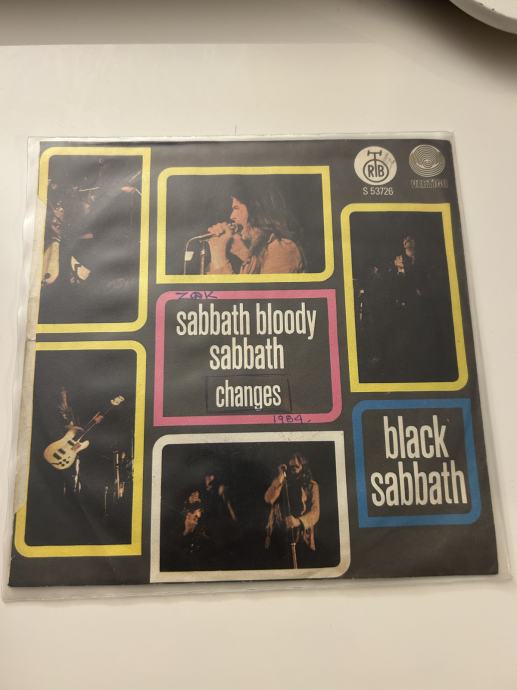 RTB
S 53726
VERTIGO
ZOK
sabbath bloody
sabbath
changes
1984.
black
sabbath